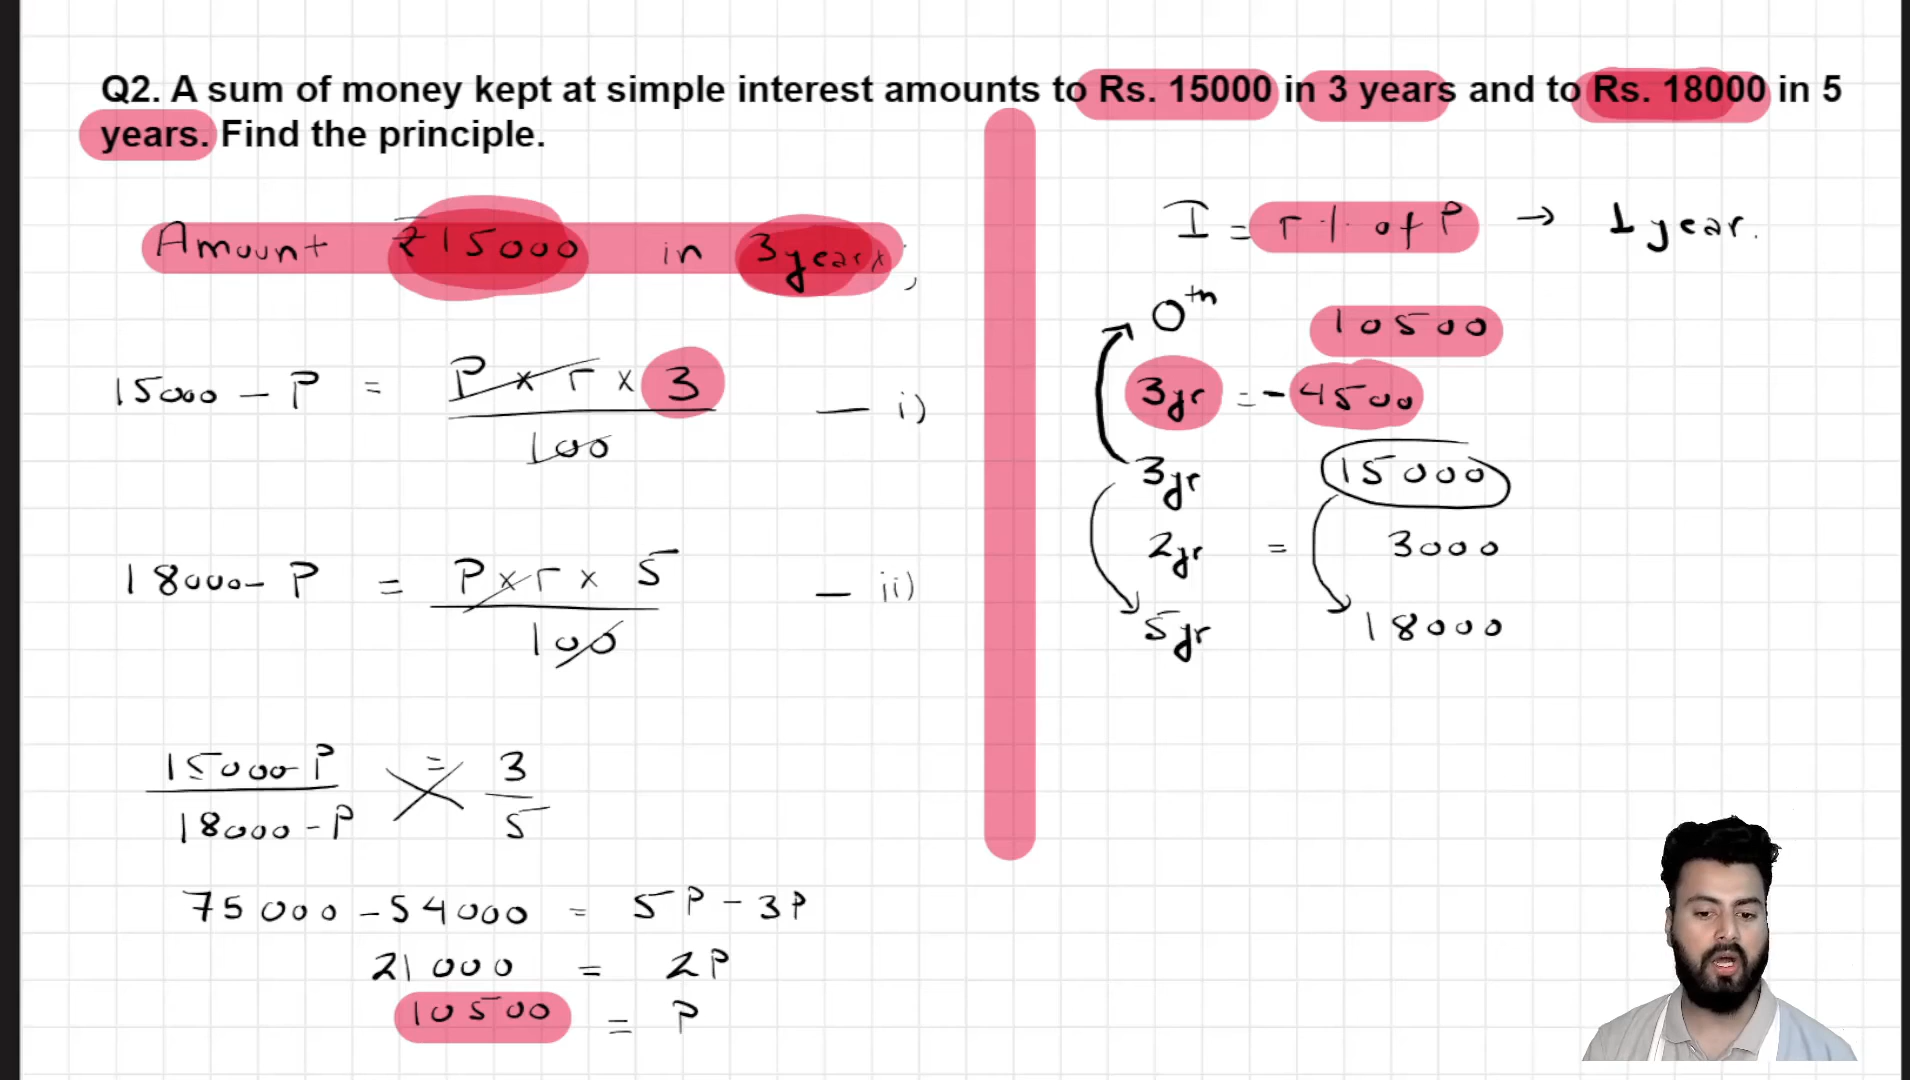 Q2. A sum of money kept at simple interest amounts to Rs. 15000 in 3 years and to Rs. 18000 in 5
years. Find the principle.
Amount ₹15000 in 3 years,
15000 - P = P × r × 3 — i)
100
18000 - P = P × r × 5 — ii)
100
15000 - P = 3
18000 - P 5
75000 - 54000 = 5P - 3P
21000 = 2P
10500 = P
I = r % of P → 1 year.
0th 10500
3yr = - 4500
3yr 15000
2yr = 3000
5yr 18000